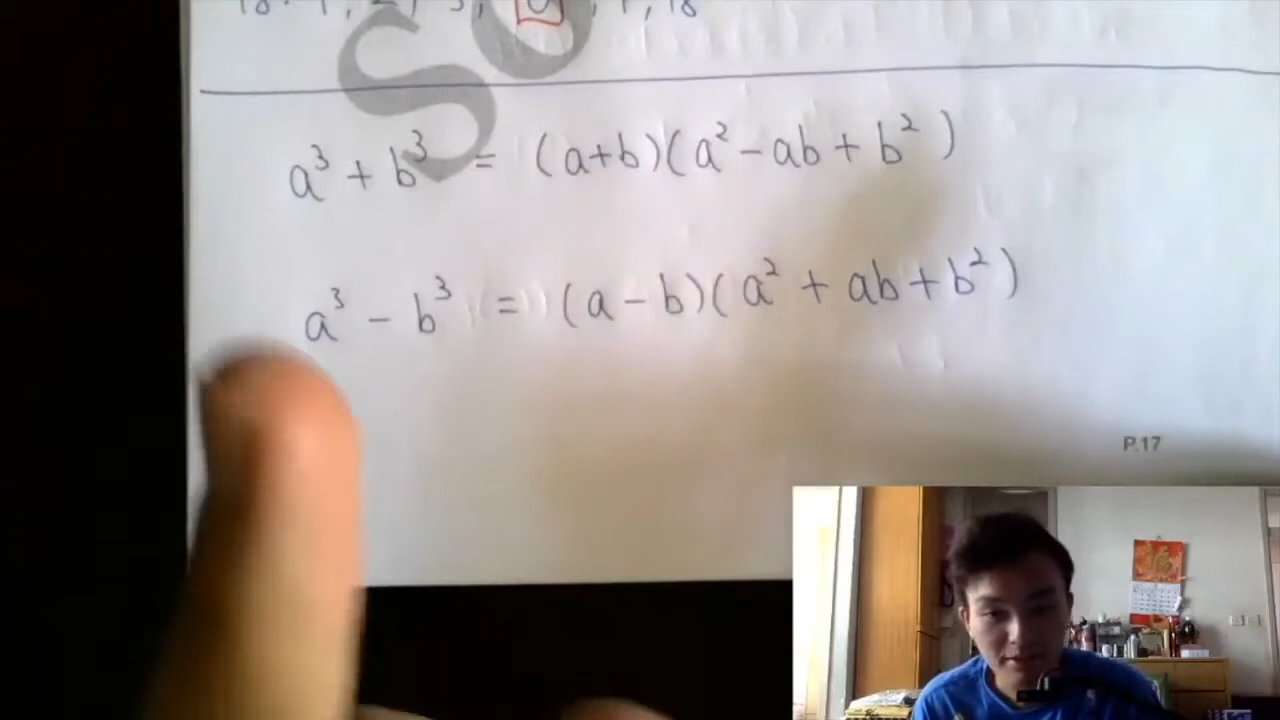 a³ + b³ = (a+b)(a² - ab + b²)
a³ - b³ = (a - b)(a² + ab + b²)
P.17